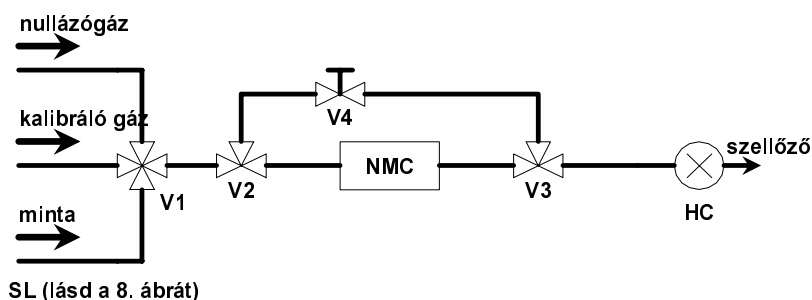 nullázógáz
kalibráló gáz
minta
SL (lásd a 8. ábrát)
V1
V2
V4
NMC
V3
HC
szellőző